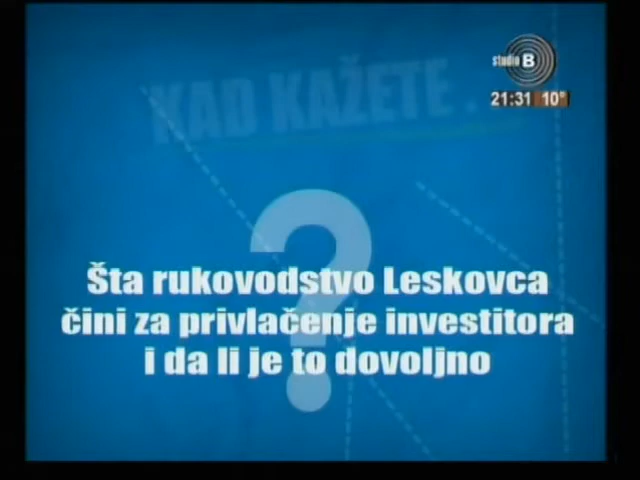 studio B
21:31 10°
KAD KAŽETE...
?
Šta rukovodstvo Leskovca
čini za privlačenje investitora
i da li je to dovoljno